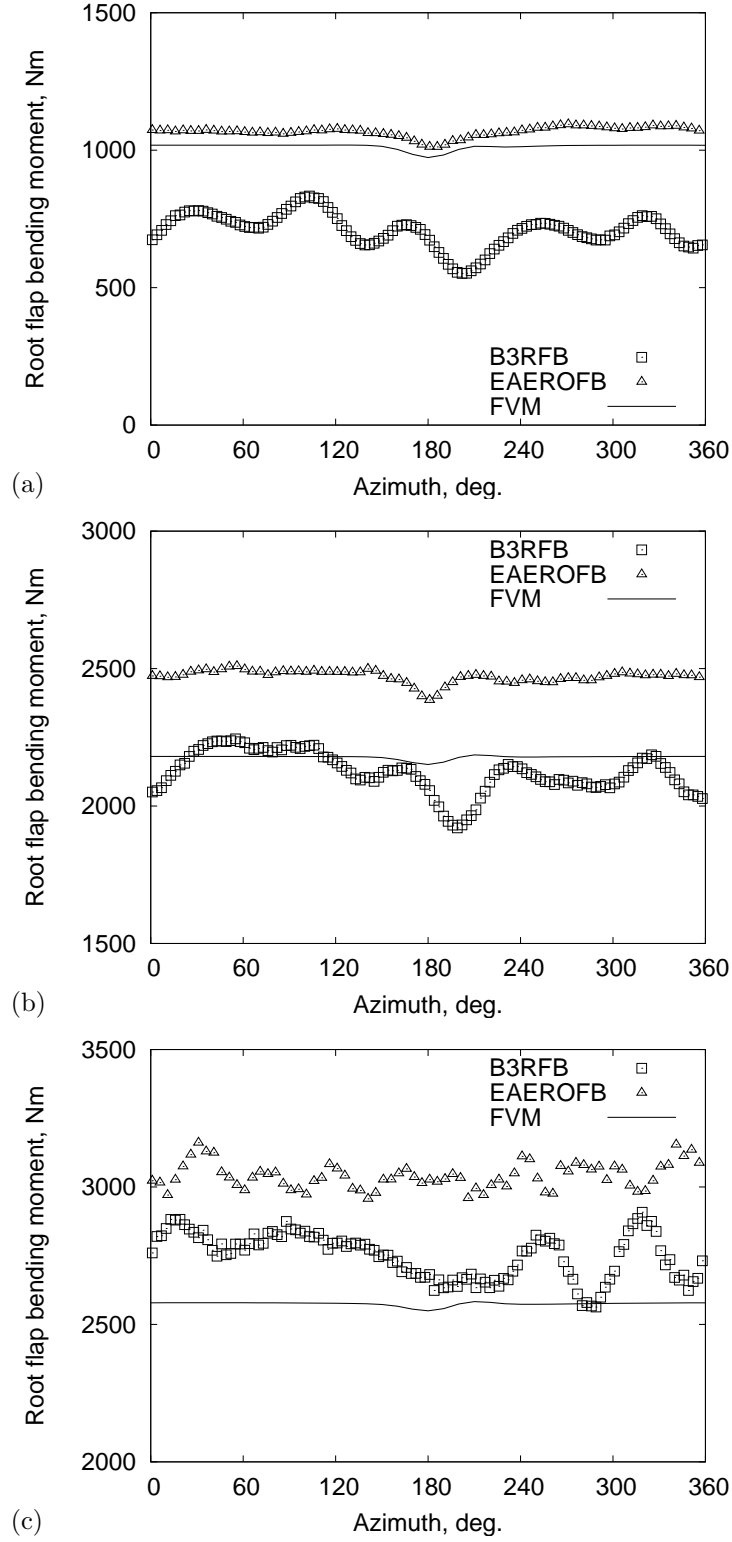 1500
1000
500
0
Root flap bending moment, Nm
B3RFB
EAEROFB
FVM
0 60 120 180 240 300 360
Azimuth, deg.
(a)
3000
2500
2000
1500
Root flap bending moment, Nm
B3RFB
EAEROFB
FVM
0 60 120 180 240 300 360
Azimuth, deg.
(b)
3500
3000
2500
2000
Root flap bending moment, Nm
B3RFB
EAEROFB
FVM
0 60 120 180 240 300 360
Azimuth, deg.
(c)